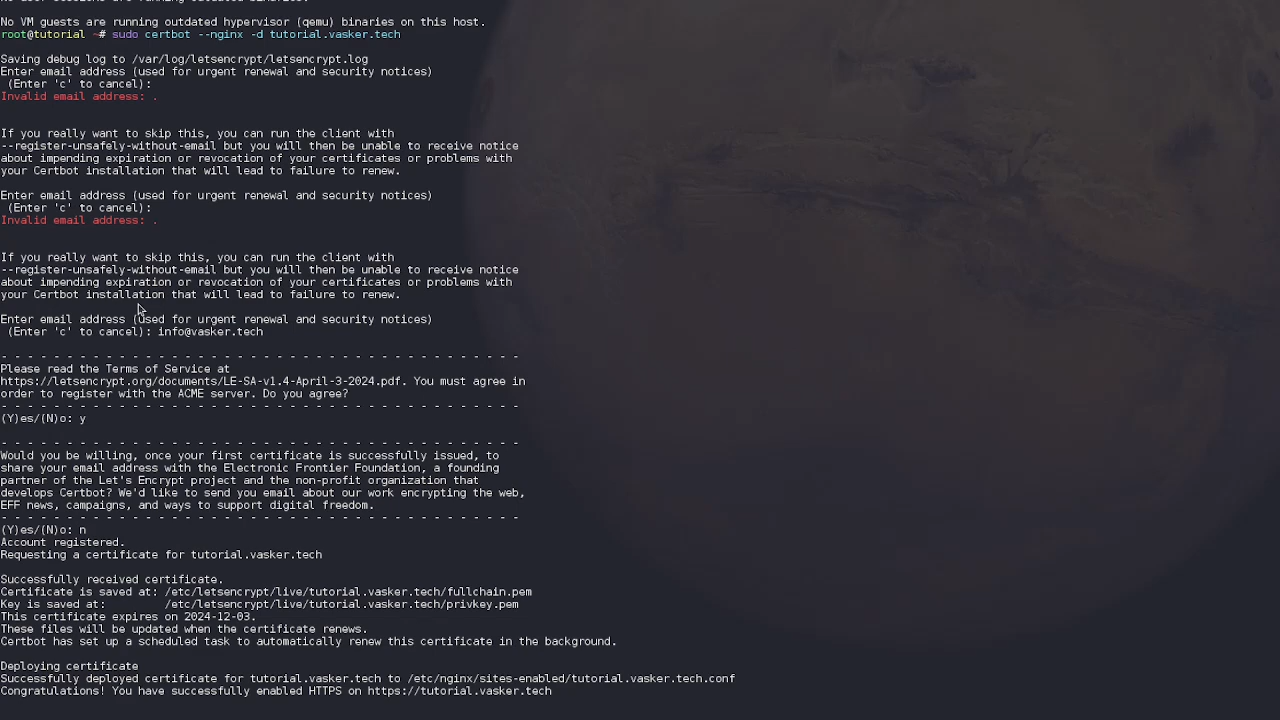 No VM guests are running outdated hypervisor (qemu) binaries on this host.
root@tutorial ~# sudo certbot --nginx -d tutorial.vasker.tech
Saving debug log to /var/log/letsencrypt/letsencrypt.log
Enter email address (used for urgent renewal and security notices)
(Enter 'c' to cancel):
Invalid email address: .
If you really want to skip this, you can run the client with
--register-unsafely-without-email but you will then be unable to receive notice
about impending expiration or revocation of your certificates or problems with
your Certbot installation that will lead to failure to renew.
Enter email address (used for urgent renewal and security notices)
(Enter 'c' to cancel):
Invalid email address: .
If you really want to skip this, you can run the client with
--register-unsafely-without-email but you will then be unable to receive notice
about impending expiration or revocation of your certificates or problems with
your Certbot installation that will lead to failure to renew.
Enter email address (used for urgent renewal and security notices)
(Enter 'c' to cancel): info@vasker.tech
- - - - - - - - - - - - - - - - - - - - - - - - - - - - - - - - - - - - - - - -
Please read the Terms of Service at
https://letsencrypt.org/documents/LE-SA-v1.4-April-3-2024.pdf. You must agree in
order to register with the ACME server. Do you agree?
- - - - - - - - - - - - - - - - - - - - - - - - - - - - - - - - - - - - - - - -
(Y)es/(N)o: y
- - - - - - - - - - - - - - - - - - - - - - - - - - - - - - - - - - - - - - - -
Would you be willing, once your first certificate is successfully issued, to
share your email address with the Electronic Frontier Foundation, a founding
partner of the Let's Encrypt project and the non-profit organization that
develops Certbot? We'd like to send you email about our work encrypting the web,
EFF news, campaigns, and ways to support digital freedom.
- - - - - - - - - - - - - - - - - - - - - - - - - - - - - - - - - - - - - - - -
(Y)es/(N)o: n
Account registered.
Requesting a certificate for tutorial.vasker.tech
Successfully received certificate.
Certificate is saved at: /etc/letsencrypt/live/tutorial.vasker.tech/fullchain.pem
Key is saved at:         /etc/letsencrypt/live/tutorial.vasker.tech/privkey.pem
This certificate expires on 2024-12-03.
These files will be updated when the certificate renews.
Certbot has set up a scheduled task to automatically renew this certificate in the background.
Deploying certificate
Successfully deployed certificate for tutorial.vasker.tech to /etc/nginx/sites-enabled/tutorial.vasker.tech.conf
Congratulations! You have successfully enabled HTTPS on https://tutorial.vasker.tech